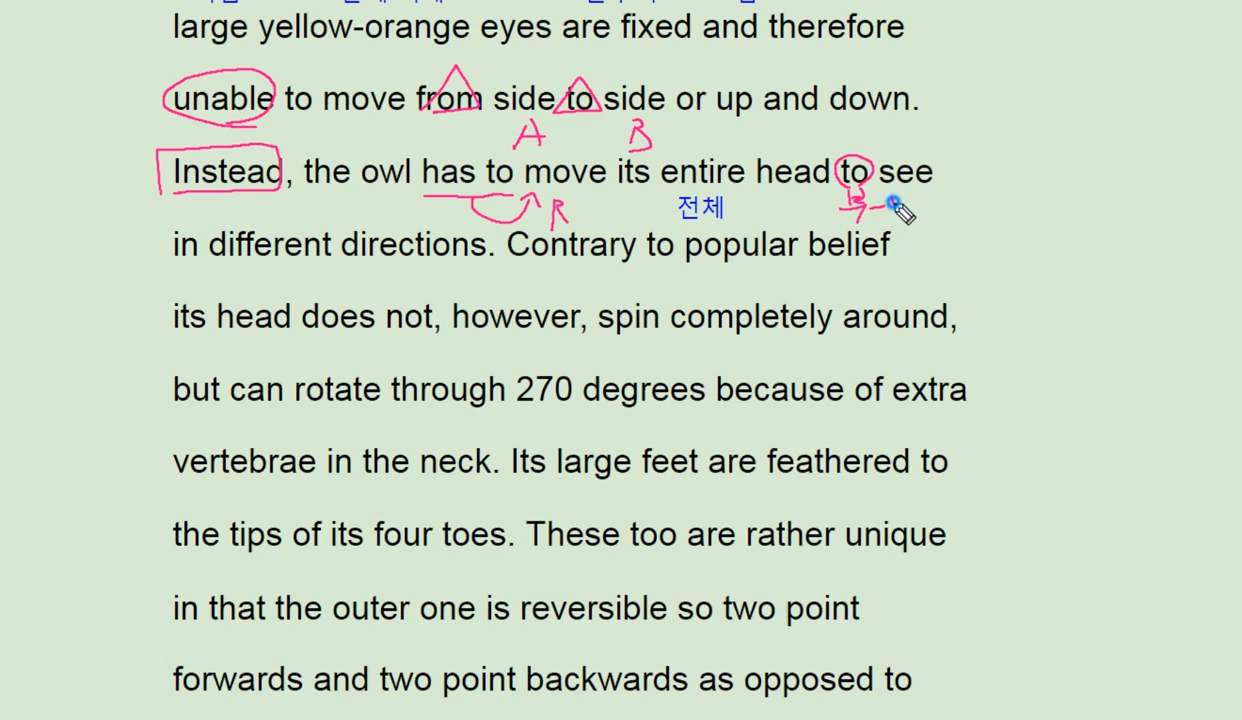 large yellow-orange eyes are fixed and therefore
unable to move from side to side or up and down.
A B
Instead, the owl has to move its entire head to see
R 전체
in different directions. Contrary to popular belief
its head does not, however, spin completely around,
but can rotate through 270 degrees because of extra
vertebrae in the neck. Its large feet are feathered to
the tips of its four toes. These too are rather unique
in that the outer one is reversible so two point
forwards and two point backwards as opposed to